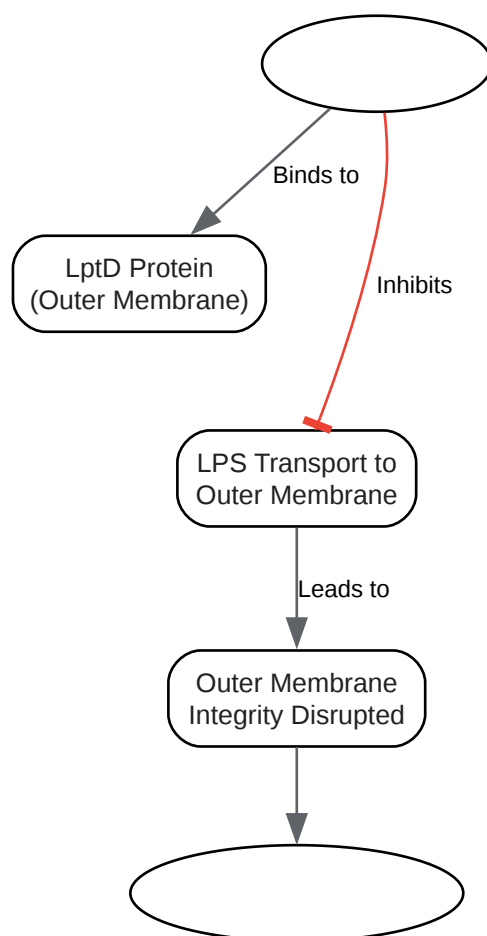 Binds to
LptD Protein
(Outer Membrane)
Inhibits
LPS Transport to
Outer Membrane
Leads to
Outer Membrane
Integrity Disrupted